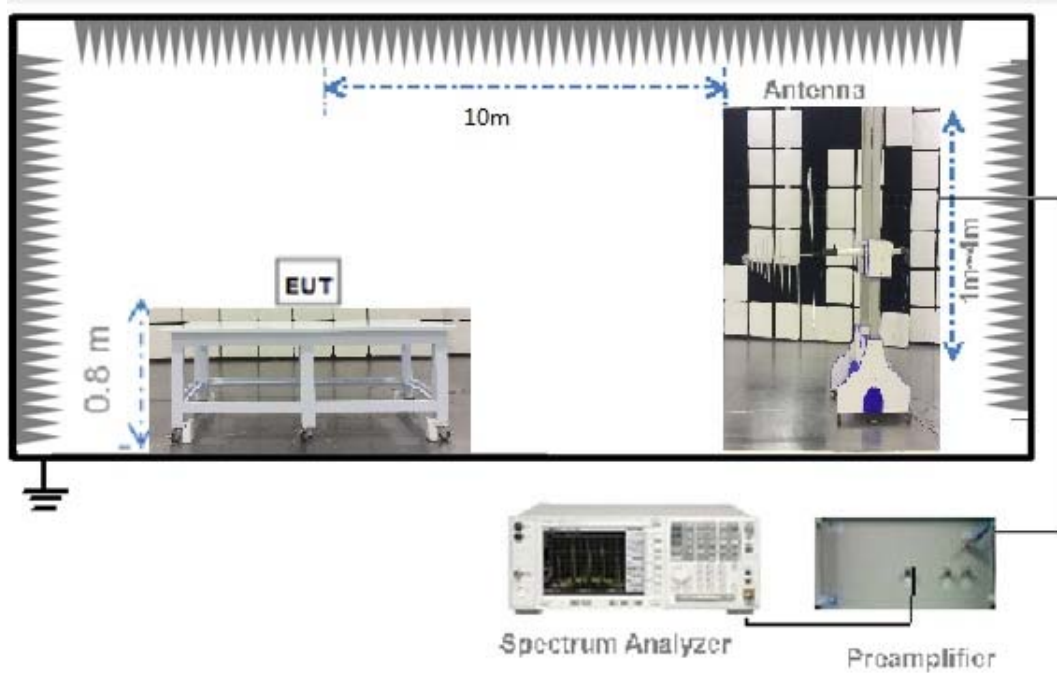 Antenna
10m
1m~4m
EUT
0.8 m
Spectrum Analyzer
Preamplifier